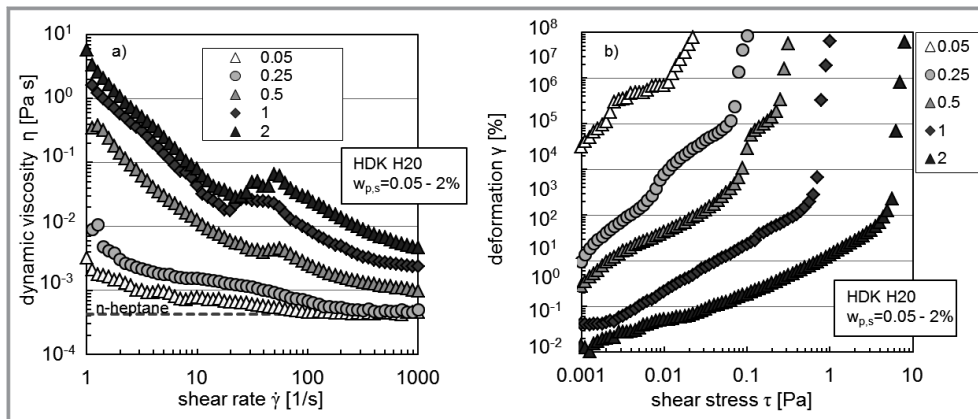 a)
dynamic viscosity η [Pa s]
10¹
10⁰
10⁻¹
10⁻²
10⁻³
10⁻⁴
0.05
0.25
0.5
1
2
HDK H20
wp,s=0.05 - 2%
n-heptane
1 10 100 1000
shear rate γ̇ [1/s]
b)
deformation γ [%]
10⁸
10⁶
10⁵
10⁴
10³
10²
10¹
10⁰
10⁻¹
10⁻²
0.05
0.25
0.5
1
2
HDK H20
wp,s=0.05 - 2%
0.001 0.01 0.1 1 10
shear stress τ [Pa]